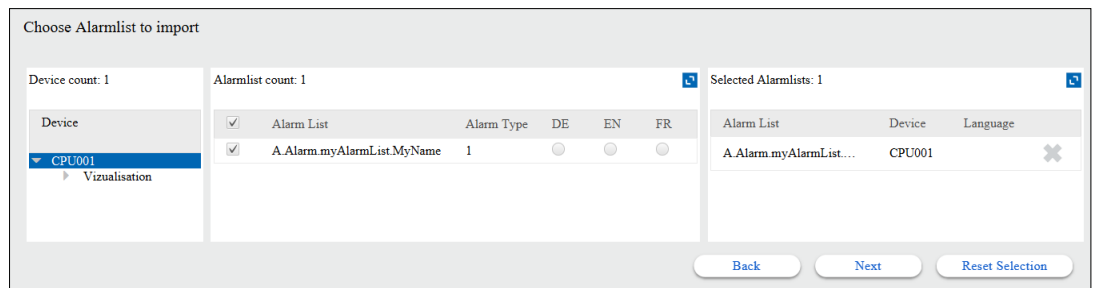 Choose Alarmlist to import
Device count: 1
Device
CPU001
Vizualisation
Alarmlist count: 1
Alarm List Alarm Type DE EN FR
A.Alarm.myAlarmList.MyName 1
Selected Alarmlists: 1
Alarm List Device Language
A.Alarm.myAlarmList.... CPU001
Back Next Reset Selection